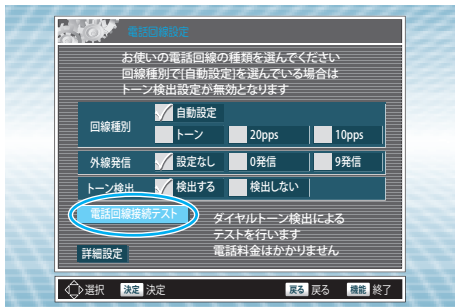 電話回線設定
お使いの電話回線の種類を選んでください
回線種別で[自動設定]を選んでいる場合は
トーン検出設定が無効となります
回線種別 自動設定
トーン 20pps 10pps
外線発信 設定なし 0発信 9発信
トーン検出 検出する 検出しない
電話回線接続テスト
ダイヤルトーン検出による
テストを行います
電話料金はかかりません
詳細設定
選択 決定 決定 戻る 戻る 機能 終了